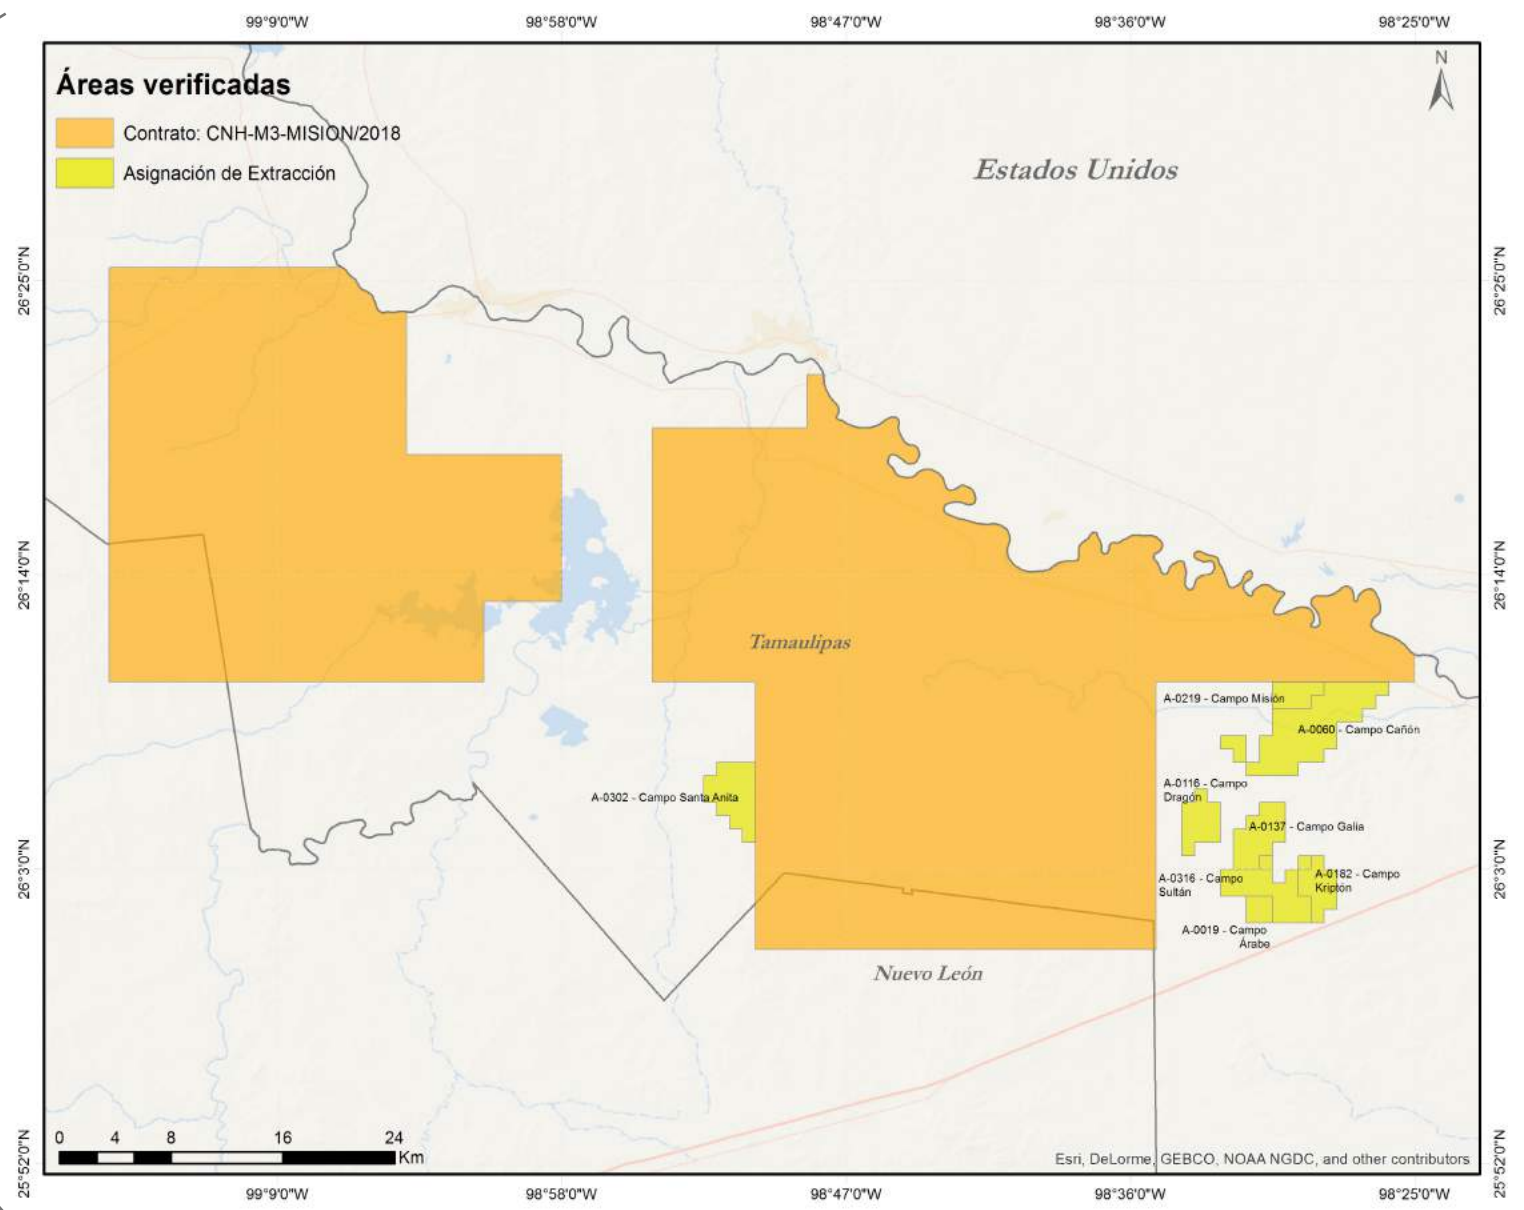 99°9'0"W
98°58'0"W
98°47'0"W
98°36'0"W
98°25'0"W
N
Áreas verificadas
Contrato: CNH-M3-MISION/2018
Asignación de Extracción
Estados Unidos
26°25'0"N
26°25'0"N
26°14'0"N
26°14'0"N
Tamaulipas
A-0219 - Campo Misión
A-0060 - Campo Cañón
A-0116 - Campo
Dragón
A-0302 - Campo Santa Anita
A-0137 - Campo Galia
26°3'0"N
26°3'0"N
A-0316 - Campo
Sultán
A-0182 - Campo
Kriptón
A-0019 - Campo
Árabe
Nuevo León
0 4 8 16 24
Km
25°52'0"N
25°52'0"N
Esri, DeLorme, GEBCO, NOAA NGDC, and other contributors
99°9'0"W
98°58'0"W
98°47'0"W
98°36'0"W
98°25'0"W